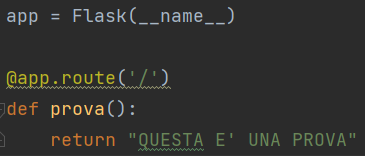 app = Flask(__name__)
@app.route('/')
def prova():
    return "QUESTA E' UNA PROVA"